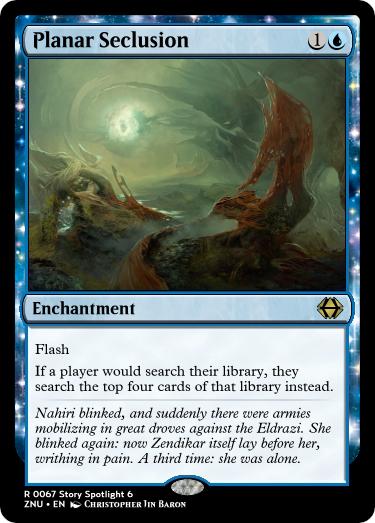 Planar Seclusion 1
Enchantment
Flash
If a player would search their library, they
search the top four cards of that library instead.
Nahiri blinked, and suddenly there were armies
mobilizing in great droves against the Eldrazi. She
blinked again: now Zendikar itself lay before her,
writhing in pain. A third time: she was alone.
R 0067 Story Spotlight 6
ZNU • EN Christopher Jin Baron